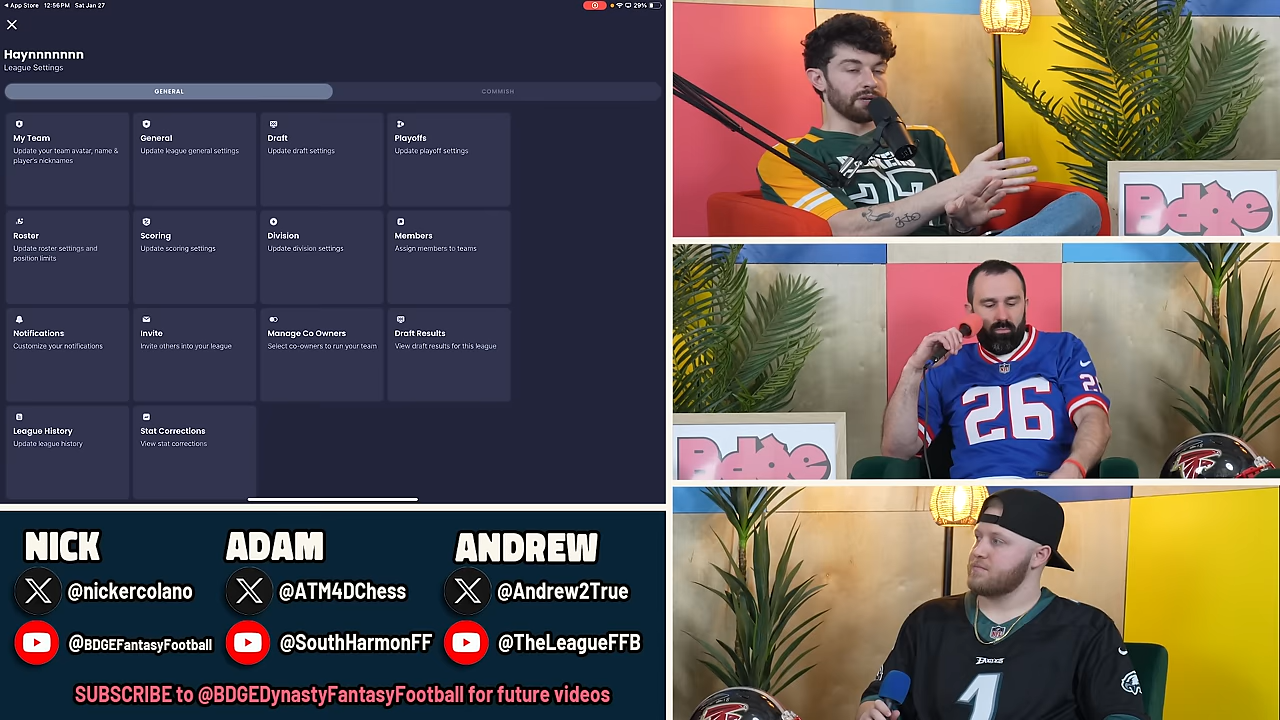 App Store 12:56PM Sat Jan 27
29%
Haynnnnnnn
League Settings
GENERAL
COMMISH
My Team
Update your team avatar, name & player's nicknames
General
Update league general settings
Draft
Update draft settings
Playoffs
Update playoff settings
Roster
Update roster settings and position limits
Scoring
Update scoring settings
Division
Update division settings
Members
Assign members to teams
Notifications
Customize your notifications
Invite
Invite others into your league
Manage Co Owners
Select co-owners to run your team
Draft Results
View draft results for this league
League History
Update league history
Stat Corrections
View stat corrections
NICK
@nickercolano
@BDGEFantasyFootball
ADAM
@ATM4DChess
@SouthHarmonFF
ANDREW
@Andrew2True
@TheLeagueFFB
SUBSCRIBE to @BDGEDynastyFantasyFootball for future videos
Bdge
26
Bdge
EAGLES
1